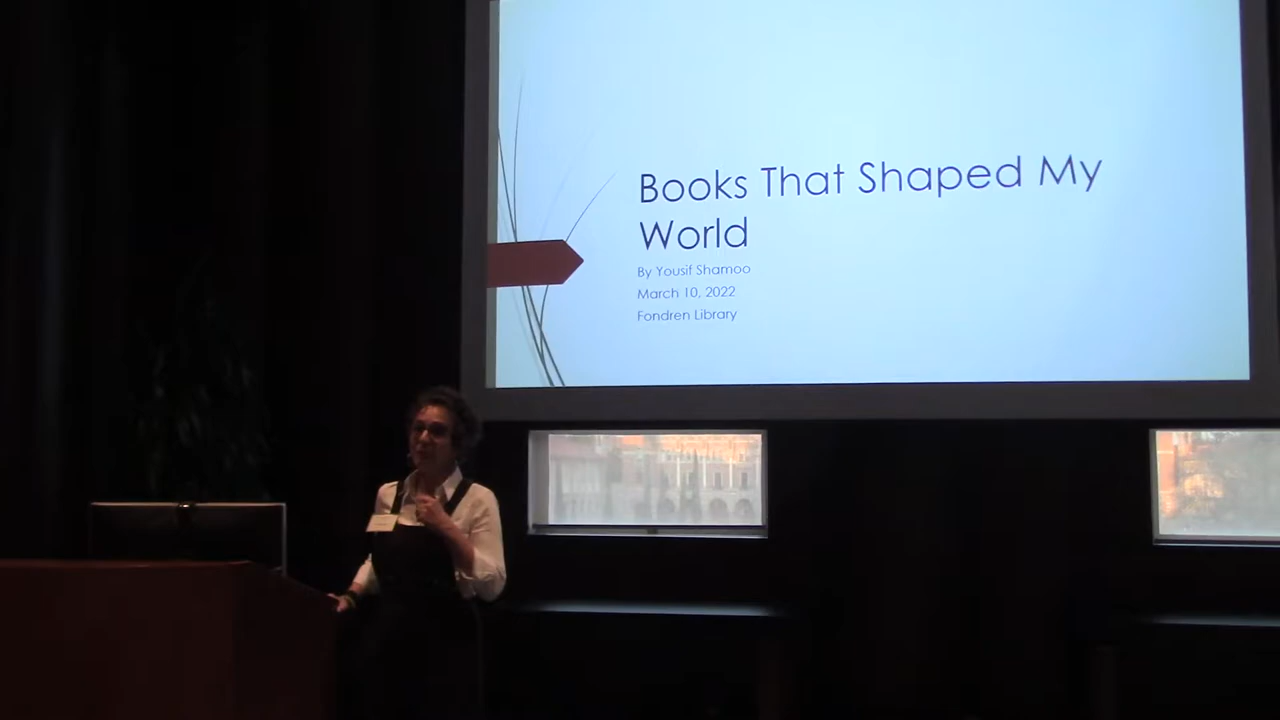 Books That Shaped My
World
By Yousif Shamoo
March 10, 2022
Fondren Library